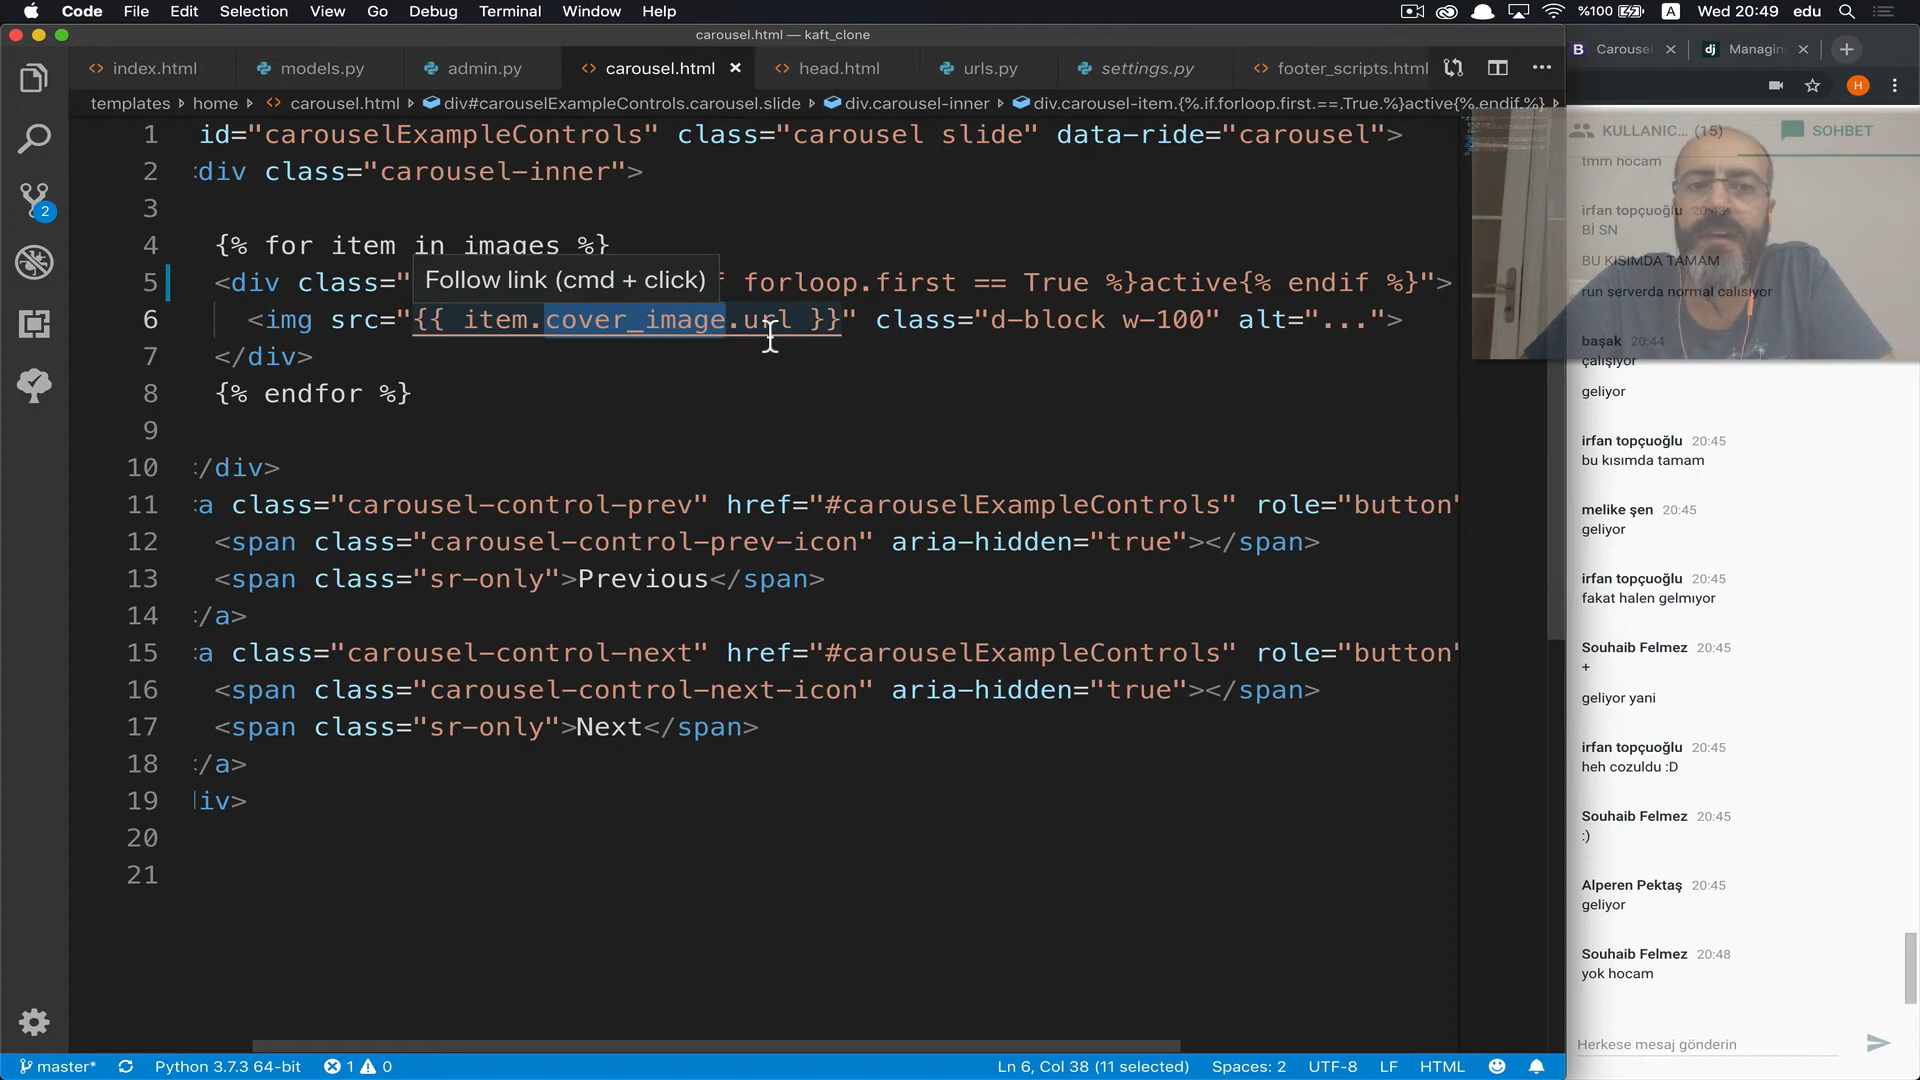 Code File Edit Selection View Go Debug Terminal Window Help %100 A Wed 20:49 edu
carousel.html — kaft_clone
index.html models.py admin.py carousel.html head.html urls.py settings.py footer_scripts.html
templates › home › carousel.html › div#carouselExampleControls.carousel.slide › div.carousel-inner › div.carousel-item.{%.if.forloop.first.==.True.%}active{%.endif.%} ›
1 id="carouselExampleControls" class="carousel slide" data-ride="carousel">
2 div class="carousel-inner">
3
4 {% for item in images %}
Follow link (cmd + click)
5 <div class=" forloop.first == True %}active{% endif %}">
6 <img src="{{ item.cover_image.url }}" class="d-block w-100" alt="...">
7 </div>
8 {% endfor %}
9
10 /div>
11 a class="carousel-control-prev" href="#carouselExampleControls" role="button"
12 <span class="carousel-control-prev-icon" aria-hidden="true"></span>
13 <span class="sr-only">Previous</span>
14 /a>
15 a class="carousel-control-next" href="#carouselExampleControls" role="button"
16 <span class="carousel-control-next-icon" aria-hidden="true"></span>
17 <span class="sr-only">Next</span>
18 /a>
19 iv>
20
21
2
master* Python 3.7.3 64-bit 1 0 Ln 6, Col 38 (11 selected) Spaces: 2 UTF-8 LF HTML
B Carouse dj Managin
H
KULLANIC... (15) SOHBET
tmm hocam
irfan topçuoğlu
Bİ SN
BU KISIMDA TAMAM
run serverda normal calısıyor
başak 20:44
çalışıyor
geliyor
irfan topçuoğlu 20:45
bu kısımda tamam
melike şen 20:45
geliyor
irfan topçuoğlu 20:45
fakat halen gelmıyor
Souhaib Felmez 20:45
+
geliyor yani
irfan topçuoğlu 20:45
heh cozuldu :D
Souhaib Felmez 20:45
:)
Alperen Pektaş 20:45
geliyor
Souhaib Felmez 20:48
yok hocam
Herkese mesaj gönderin